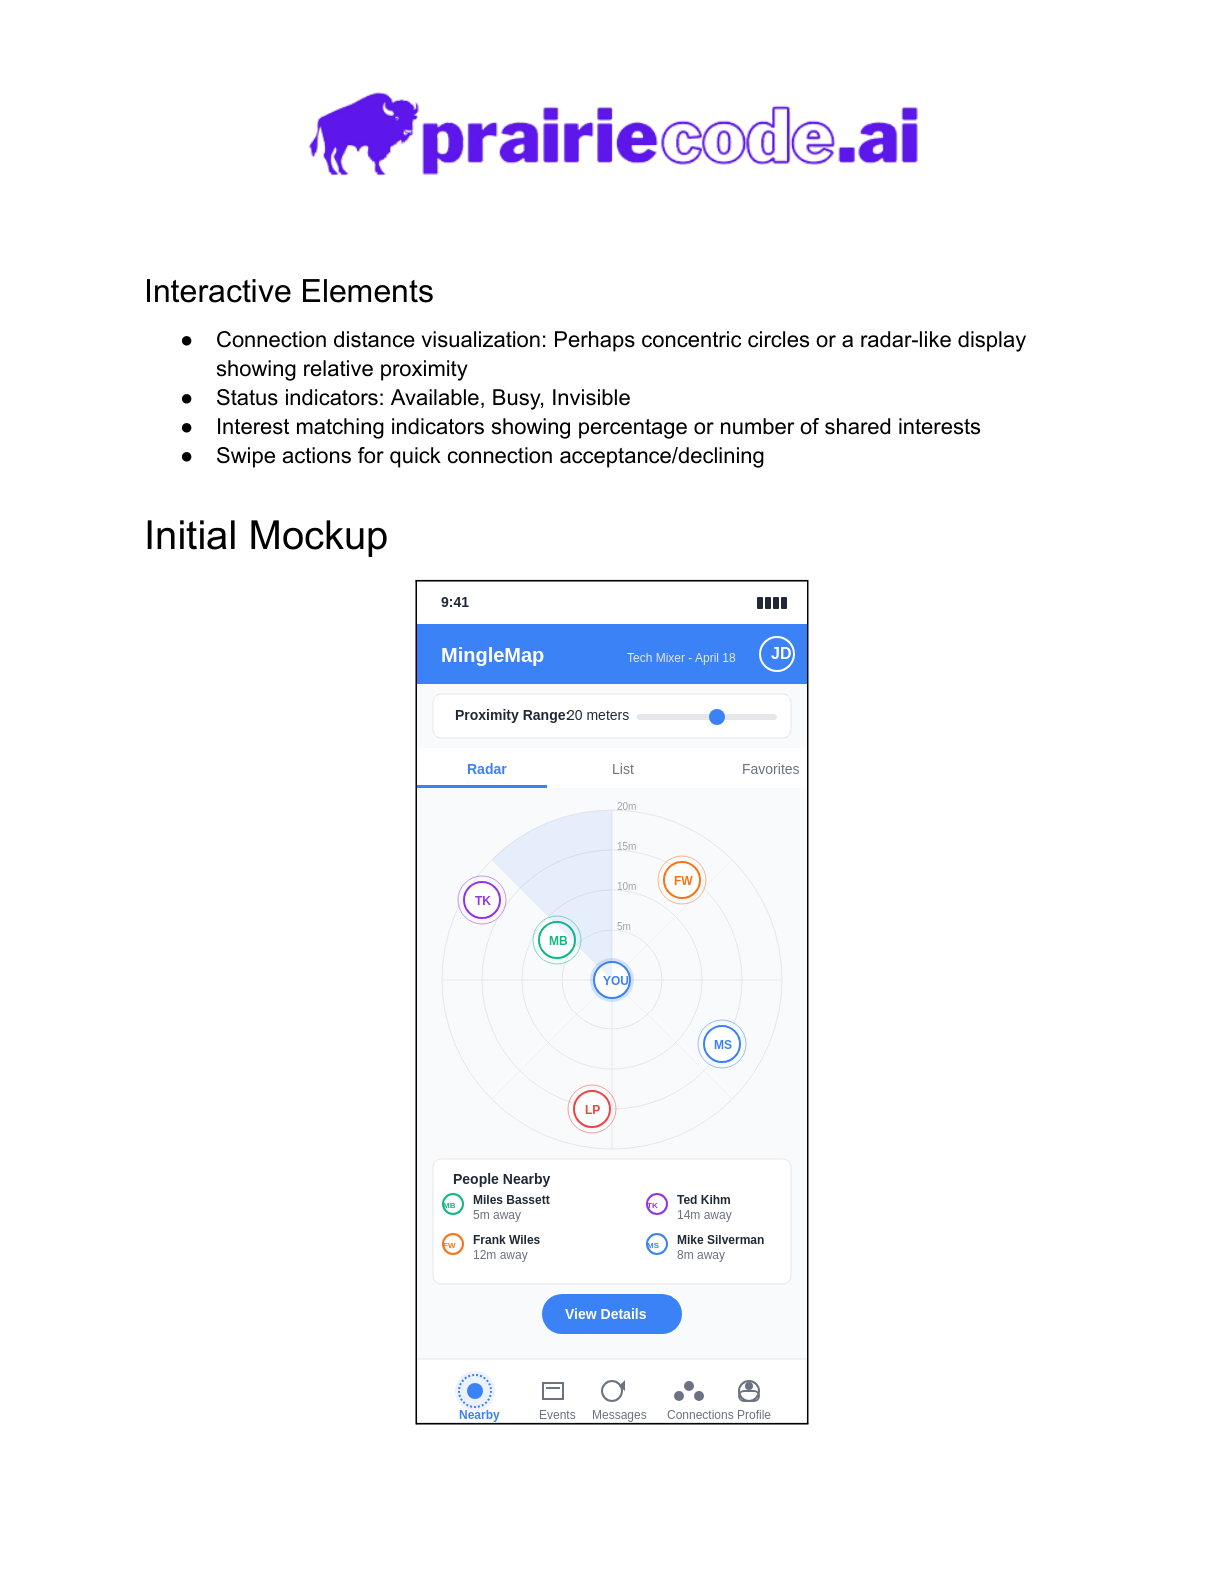 prairiecode.ai
Interactive Elements
● Connection distance visualization: Perhaps concentric circles or a radar-like display
showing relative proximity
● Status indicators: Available, Busy, Invisible
● Interest matching indicators showing percentage or number of shared interests
● Swipe actions for quick connection acceptance/declining
Initial Mockup
9:41
MingleMap Tech Mixer - April 18 JD
Proximity Range: 20 meters
Radar List Favorites
20m
15m
FW
10m
TK
5m
MB
YOU
MS
LP
People Nearby
MB Miles Bassett TK Ted Kihm
5m away 14m away
FW Frank Wiles MS Mike Silverman
12m away 8m away
View Details
Nearby Events Messages Connections Profile